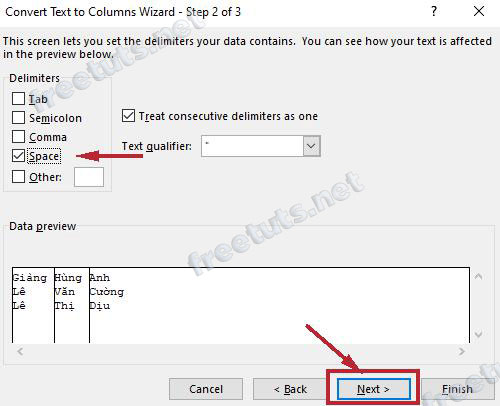 Convert Text to Columns Wizard - Step 2 of 3
This screen lets you set the delimiters your data contains. You can see how your text is affected
in the preview below.
Delimiters
Tab
Semicolon
Comma
Space
Other:
Treat consecutive delimiters as one
Text qualifier: "
Data preview
Giàng Hùng Anh
Lê Văn Cường
Lê Thị Dịu
Cancel < Back Next > Finish
freetuts.net
freetuts.net
freetuts.net